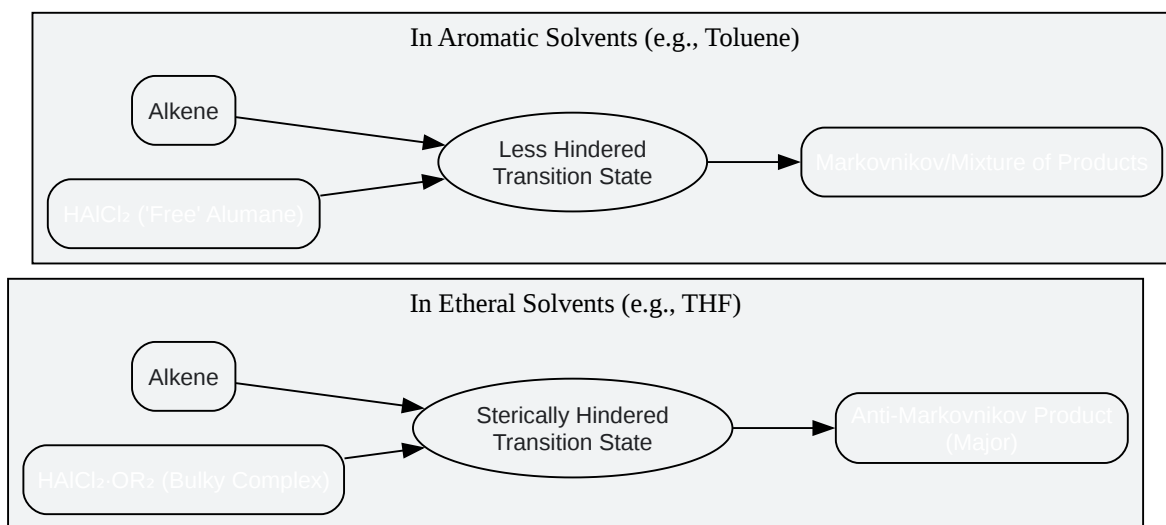 In Aromatic Solvents (e.g., Toluene)
Alkene
HAlCl₂ ('Free' Alumane)
Less Hindered
Transition State
Markovnikov/Mixture of Products
In Etheral Solvents (e.g., THF)
Alkene
HAlCl₂·OR₂ (Bulky Complex)
Sterically Hindered
Transition State
Anti-Markovnikov Product
(Major)